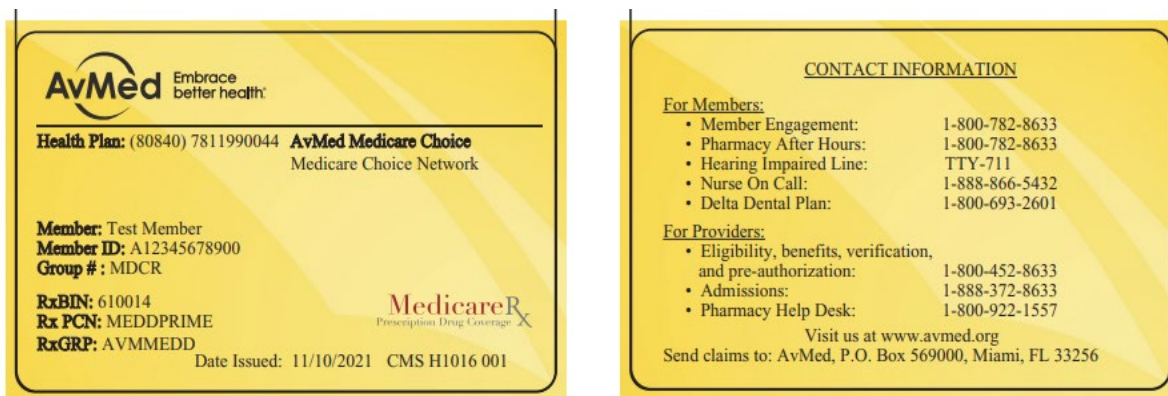 AvMed Embrace
better health®
Health Plan: (80840) 7811990044 AvMed Medicare Choice
Medicare Choice Network
Member: Test Member
Member ID: A12345678900
Group # : MDCR
RxBIN: 610014
Rx PCN: MEDDPRIME
RxGRP: AVMMEDD
MedicareRx
Prescription Drug Coverage
Date Issued: 11/10/2021 CMS H1016 001
CONTACT INFORMATION
For Members:
• Member Engagement: 1-800-782-8633
• Pharmacy After Hours: 1-800-782-8633
• Hearing Impaired Line: TTY-711
• Nurse On Call: 1-888-866-5432
• Delta Dental Plan: 1-800-693-2601
For Providers:
• Eligibility, benefits, verification,
and pre-authorization: 1-800-452-8633
• Admissions: 1-888-372-8633
• Pharmacy Help Desk: 1-800-922-1557
Visit us at www.avmed.org
Send claims to: AvMed, P.O. Box 569000, Miami, FL 33256